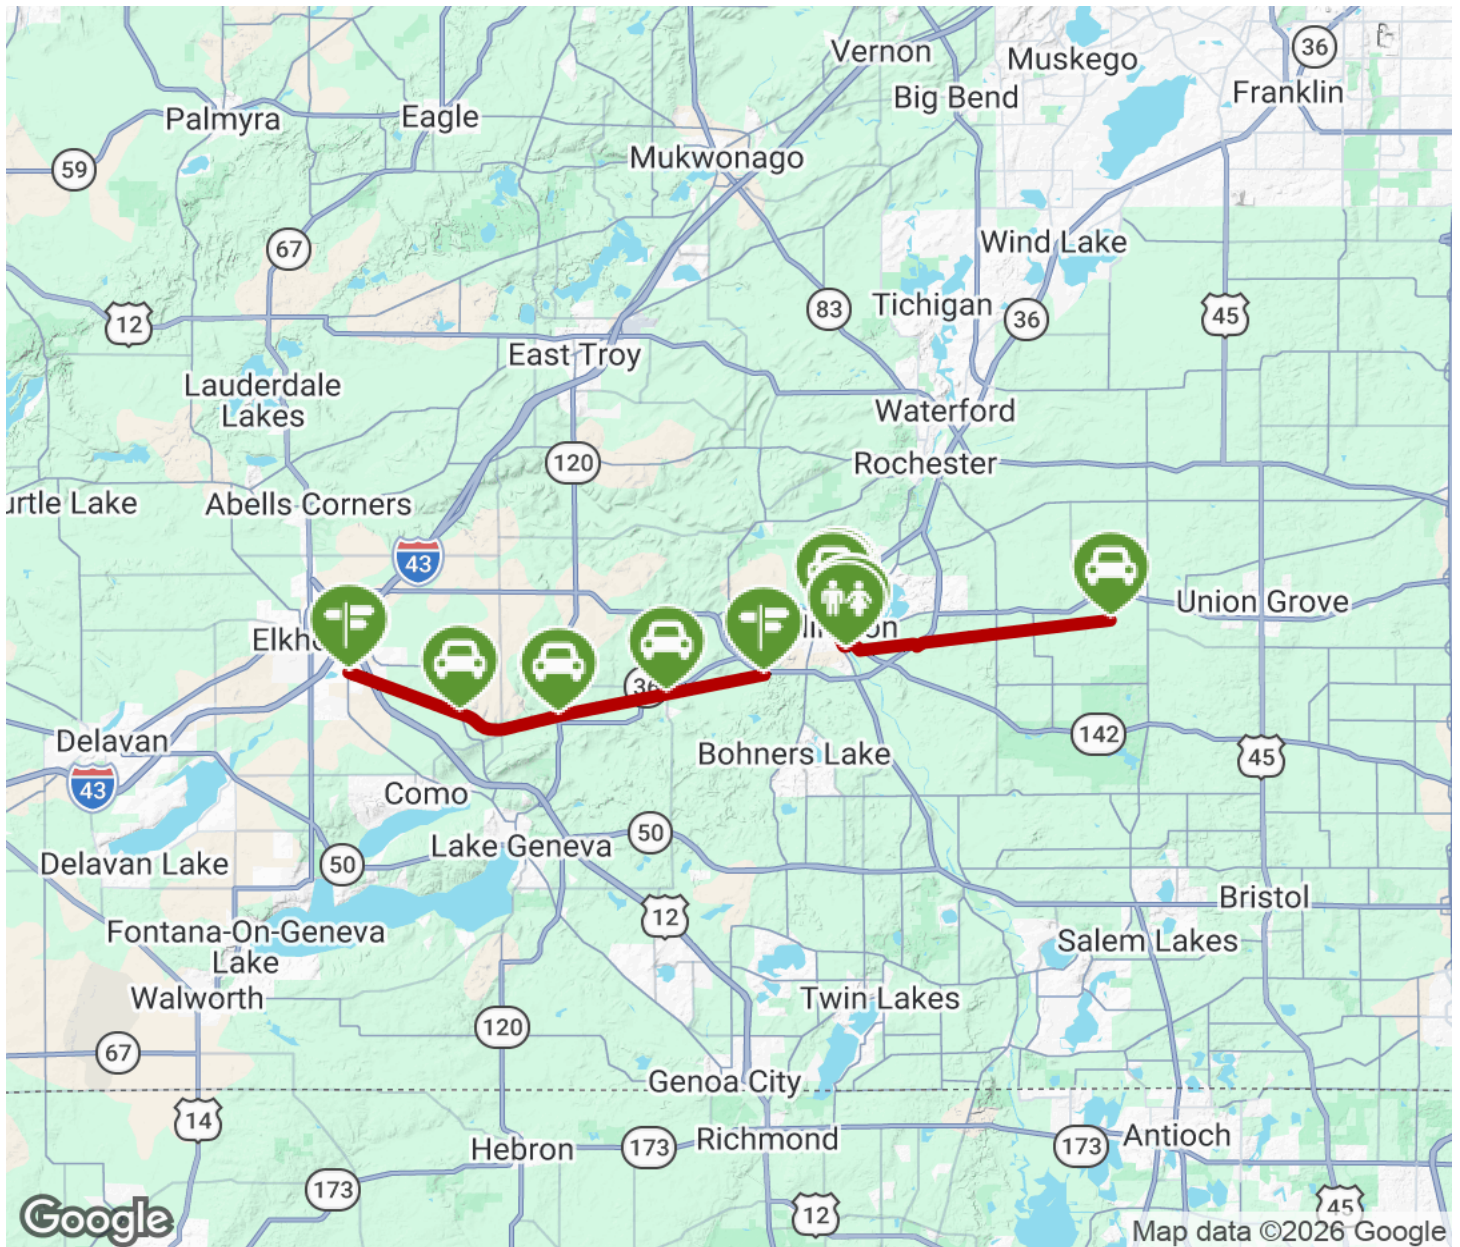 Vernon
Muskego
36
Franklin
Big Bend
Palmyra
Eagle
Mukwonago
59
67
Wind Lake
Tichigan
83
36
45
12
East Troy
Lauderdale
Lakes
Waterford
120
Rochester
Abells Corners
urtle Lake
43
Union Grove
Elkh
lin
on
36
142
Delavan
Bohners Lake
45
43
Como
50
Lake Geneva
Delavan Lake
50
Bristol
12
Fontana-On-Geneva
Lake
Salem Lakes
Walworth
Twin Lakes
120
67
Genoa City
14
Hebron
173
Richmond
173
Antioch
173
12
45
Google
Map data ©2026 Google